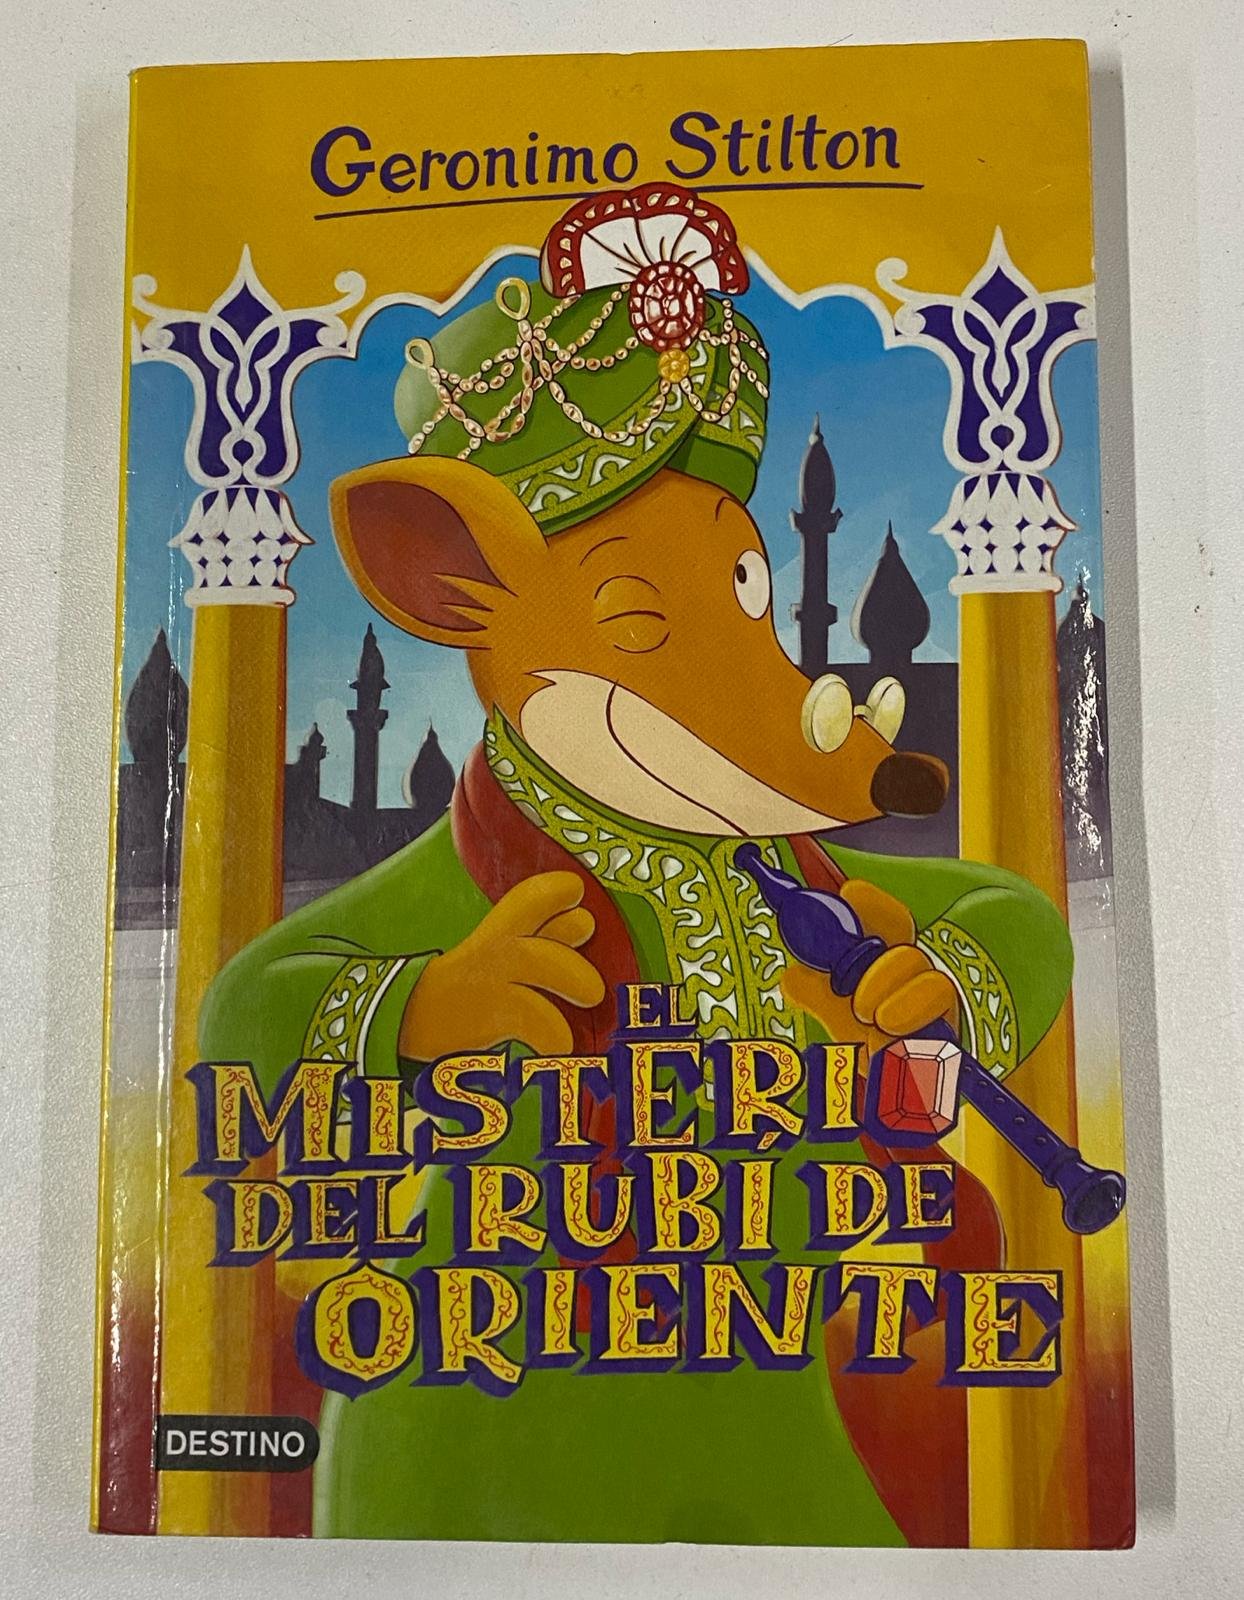 Geronimo Stilton
EL
MISTERIO
DEL RUBÍ DE
ORIENTE
DESTINO